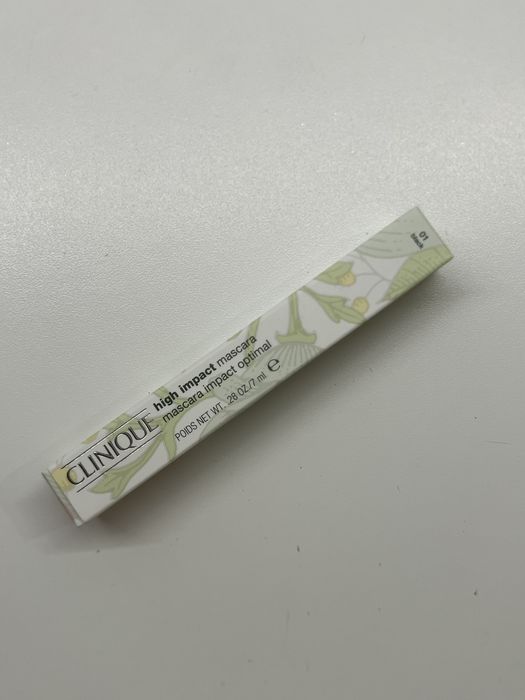 CLINIQUE
high impact mascara
mascara impact optimal
POIDS NET WT. .28 OZ./7 ml ℮
01
black